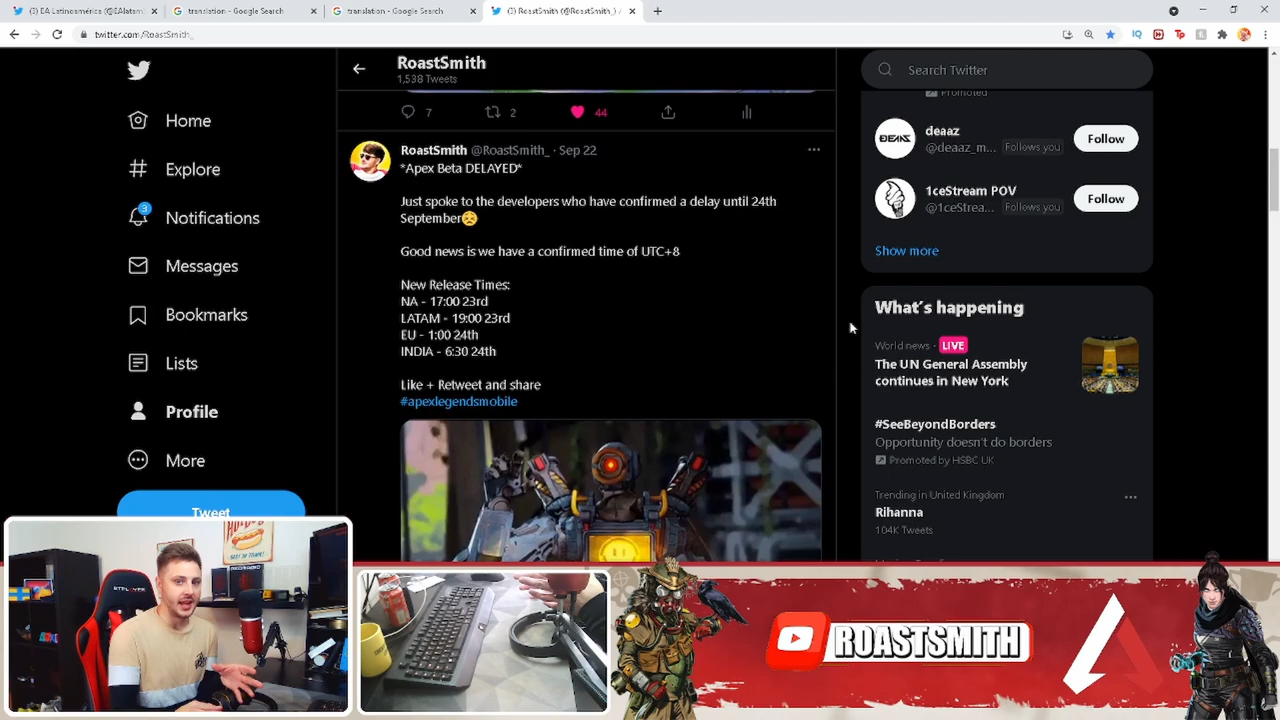 (1) EA Latinoamérica (@EAlatam
translation - Google Search
translation - Google Search
(1) RoastSmith (@RoastSmith_) /
twitter.com/RoastSmith_
IQ
Tp
Home
Explore
3
Notifications
Messages
Bookmarks
Lists
Profile
More
Tweet
RoastSmith
1,538 Tweets
7
2
44
RoastSmith @RoastSmith_ · Sep 22
*Apex Beta DELAYED*
Just spoke to the developers who have confirmed a delay until 24th
September😣
Good news is we have a confirmed time of UTC+8
New Release Times:
NA - 17:00 23rd
LATAM - 19:00 23rd
EU - 1:00 24th
INDIA - 6:30 24th
Like + Retweet and share
#apexlegendsmobile
Search Twitter
Promoted
DEAAZ
deaaz
@deaaz_m... Follows you
Follow
1ceStream POV
@1ceStrea... Follows you
Follow
Show more
What's happening
World news · LIVE
The UN General Assembly
continues in New York
#SeeBeyondBorders
Opportunity doesn't do borders
Promoted by HSBC UK
Trending in United Kingdom
Rihanna
104K Tweets
ROASTSMITH